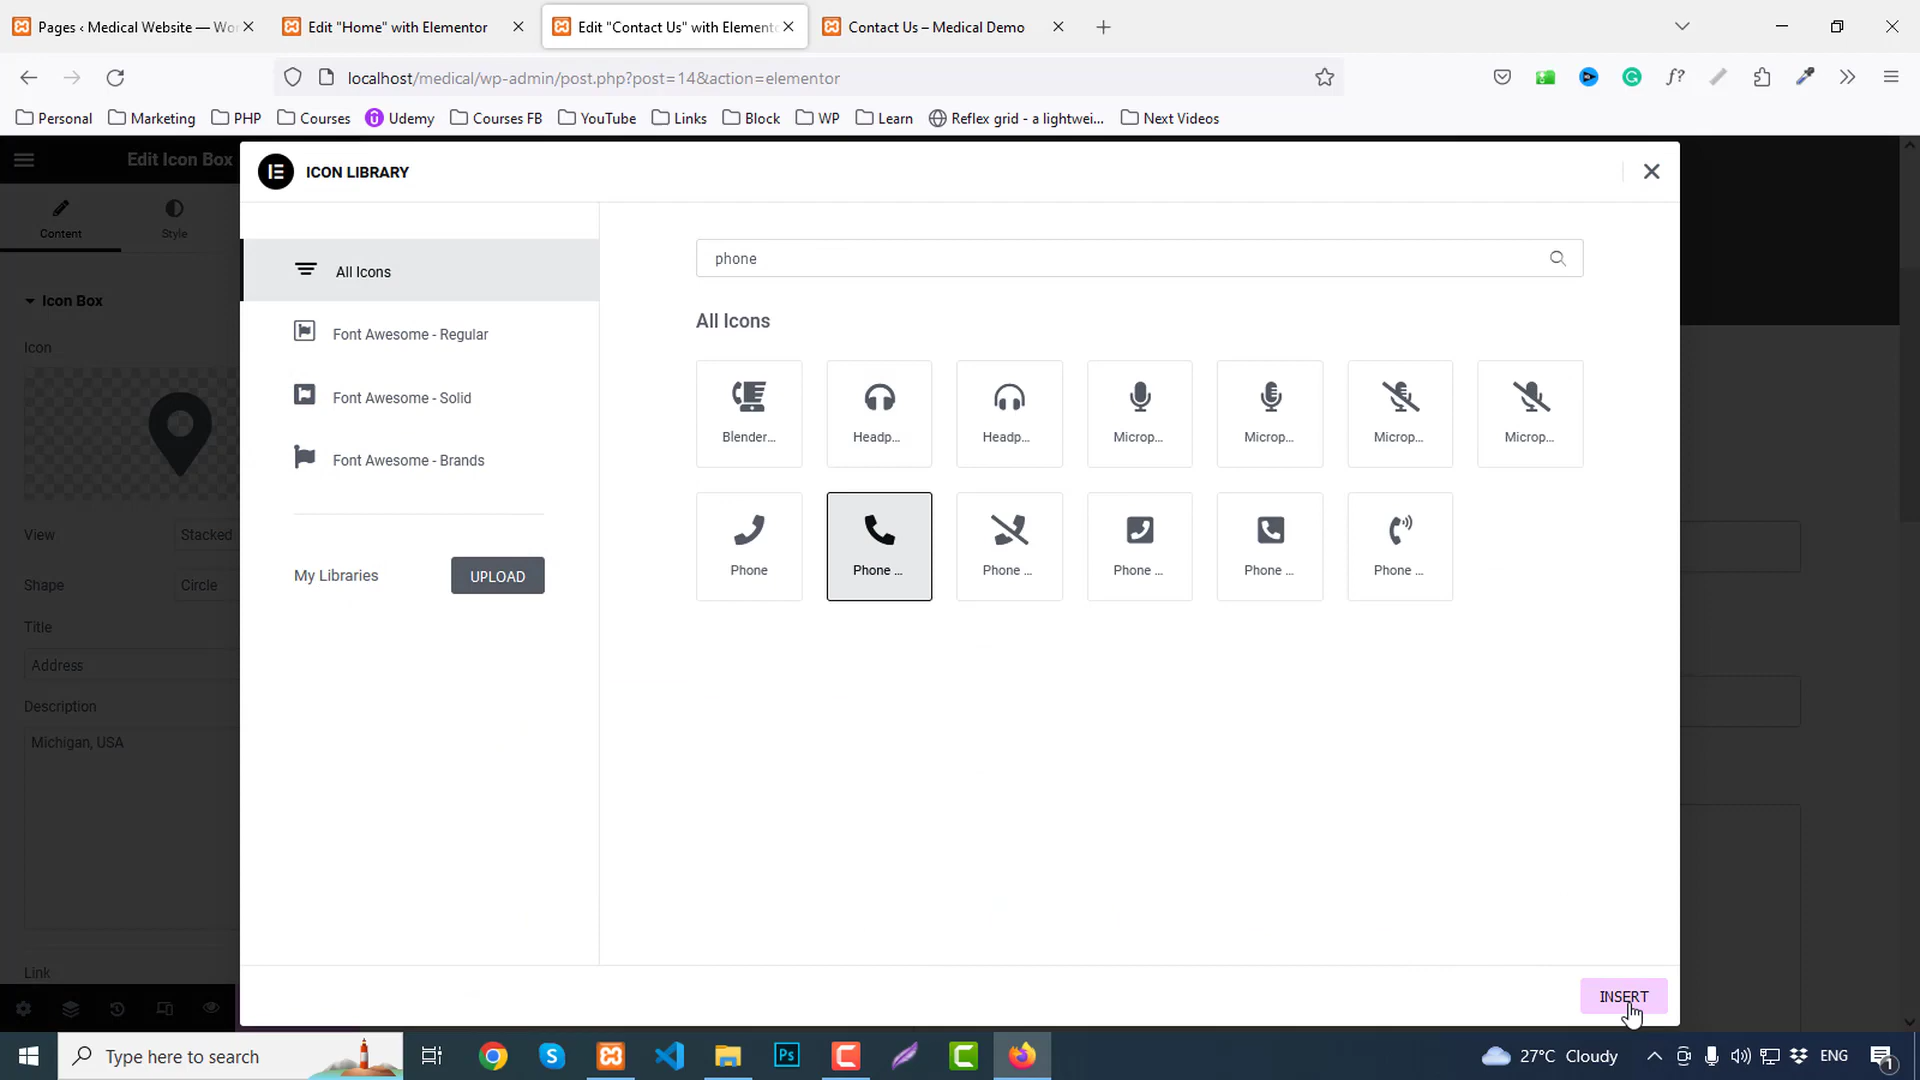 Pages ‹ Medical Website — Wor
Edit "Home" with Elementor
Edit "Contact Us" with Elemento
Contact Us – Medical Demo
localhost/medical/wp-admin/post.php?post=14&action=elementor
Personal
Marketing
PHP
Courses
Udemy
Courses FB
YouTube
Links
Block
WP
Learn
Reflex grid - a lightwei...
Next Videos
Edit Icon Box
ICON LIBRARY
Content
Style
Icon Box
Icon
View
Stacked
Shape
Circle
Title
Address
Description
Michigan, USA
Link
All Icons
Font Awesome - Regular
Font Awesome - Solid
Font Awesome - Brands
My Libraries
UPLOAD
phone
All Icons
Blender...
Headp...
Headp...
Microp...
Microp...
Microp...
Microp...
Phone
Phone ...
Phone ...
Phone ...
Phone ...
Phone ...
INSERT
Type here to search
Ps
27°C Cloudy
ENG
1